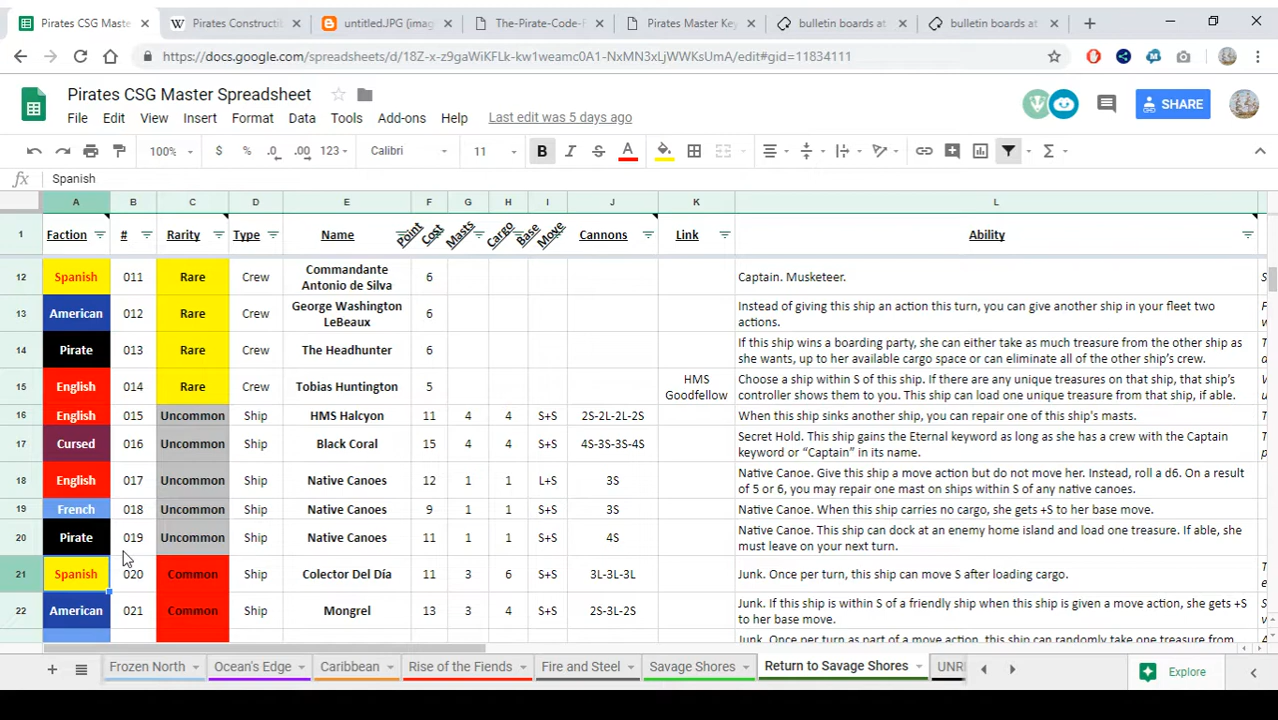 Pirates CSG Mast
Pirates Constructi
untitled.JPG (imag
The-Pirate-Code-F
Pirates Master Key
bulletin boards at
bulletin boards at
https://docs.google.com/spreadsheets/d/18Z-x-z9gaWiKFLk-kw1weamc0A1-NxMN3xLjWWKsUmA/edit#gid=11834111
Pirates CSG Master Spreadsheet
File Edit View Insert Format Data Tools Add-ons Help Last edit was 5 days ago
SHARE
100% $ % .0 .00 123 Calibri 11 B I S A
fx Spanish
A B C D E F G H I J K L
1 Faction # Rarity Type Name Point Cost Masts Cargo Base Move Cannons Link Ability
12 Spanish 011 Rare Crew Commandante Antonio de Silva 6 Captain. Musketeer.
13 American 012 Rare Crew George Washington LeBeaux 6 Instead of giving this ship an action this turn, you can give another ship in your fleet two
actions.
14 Pirate 013 Rare Crew The Headhunter 6 If this ship wins a boarding party, she can either take as much treasure from the other ship as
she wants, up to her available cargo space or can eliminate all of the other ship's crew.
15 English 014 Rare Crew Tobias Huntington 5 HMS Goodfellow Choose a ship within S of this ship. If there are any unique treasures on that ship, that ship's
controller shows them to you. This ship can load one unique treasure from that ship, if able.
16 English 015 Uncommon Ship HMS Halcyon 11 4 4 S+S 2S-2L-2L-2S When this ship sinks another ship, you can repair one of this ship's masts.
17 Cursed 016 Uncommon Ship Black Coral 15 4 4 S+S 4S-3S-3S-4S Secret Hold. This ship gains the Eternal keyword as long as she has a crew with the Captain
keyword or “Captain” in its name.
18 English 017 Uncommon Ship Native Canoes 12 1 1 L+S 3S Native Canoe. Give this ship a move action but do not move her. Instead, roll a d6. On a result
of 5 or 6, you may repair one mast on ships within S of any native canoes.
19 French 018 Uncommon Ship Native Canoes 9 1 1 S+S 3S Native Canoe. When this ship carries no cargo, she gets +S to her base move.
20 Pirate 019 Uncommon Ship Native Canoes 11 1 1 S+S 4S Native Canoe. This ship can dock at an enemy home island and load one treasure. If able, she
must leave on your next turn.
21 Spanish 020 Common Ship Colector Del Día 11 3 6 S+S 3L-3L-3L Junk. Once per turn, this ship can move S after loading cargo.
22 American 021 Common Ship Mongrel 13 3 4 S+S 2S-3L-2S Junk. If this ship is within S of a friendly ship when this ship is given a move action, she gets +S
to her base move.
Junk. Once per turn as part of a move action, this ship can randomly take one treasure from
Frozen North Ocean's Edge Caribbean Rise of the Fiends Fire and Steel Savage Shores Return to Savage Shores UNR
Explore